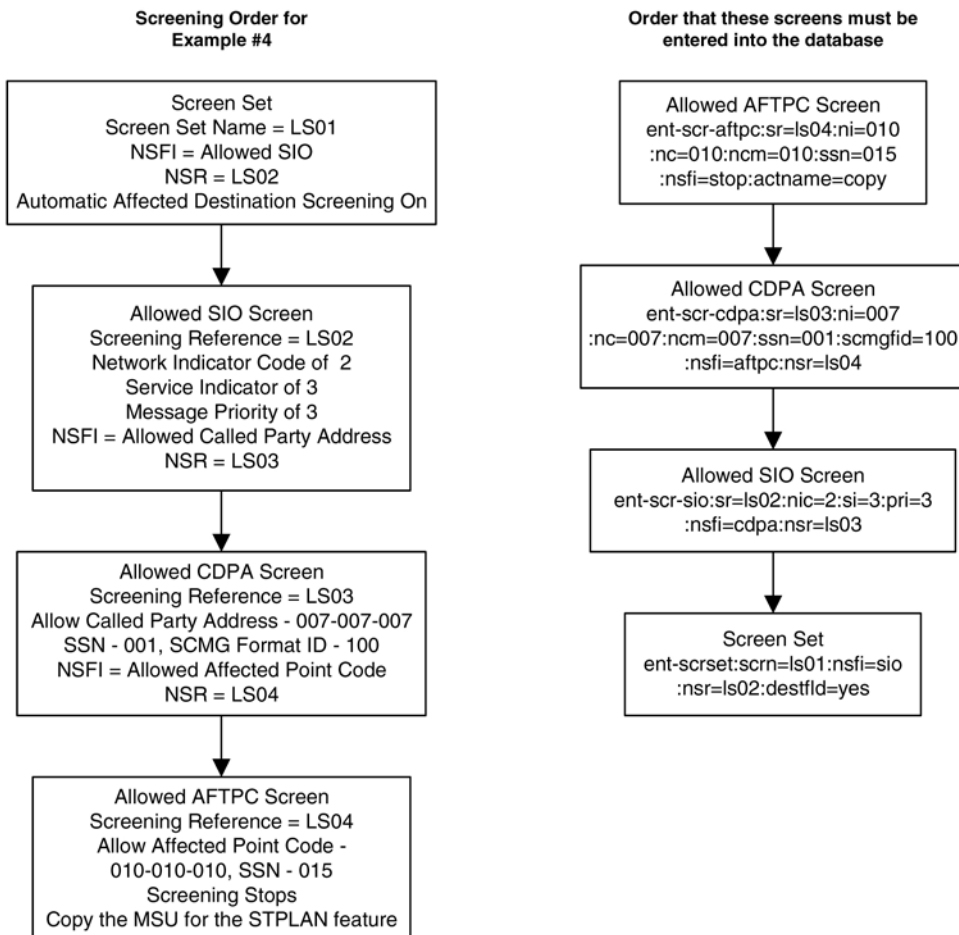 Screening Order for
Example #4
Screen Set
Screen Set Name = LS01
NSFI = Allowed SIO
NSR = LS02
Automatic Affected Destination Screening On
Allowed SIO Screen
Screening Reference = LS02
Network Indicator Code of  2
Service Indicator of 3
Message Priority of 3
NSFI = Allowed Called Party Address
NSR = LS03
Allowed CDPA Screen
Screening Reference = LS03
Allow Called Party Address - 007-007-007
SSN - 001, SCMG Format ID - 100
NSFI = Allowed Affected Point Code
NSR = LS04
Allowed AFTPC Screen
Screening Reference = LS04
Allow Affected Point Code -
010-010-010, SSN - 015
Screening Stops
Copy the MSU for the STPLAN feature
Order that these screens must be
entered into the database
Allowed AFTPC Screen
ent-scr-aftpc:sr=ls04:ni=010
:nc=010:ncm=010:ssn=015
:nsfi=stop:actname=copy
Allowed CDPA Screen
ent-scr-cdpa:sr=ls03:ni=007
:nc=007:ncm=007:ssn=001:scmgfid=100
:nsfi=aftpc:nsr=ls04
Allowed SIO Screen
ent-scr-sio:sr=ls02:nic=2:si=3:pri=3
:nsfi=cdpa:nsr=ls03
Screen Set
ent-scrset:scrn=ls01:nsfi=sio
:nsr=ls02:destfld=yes